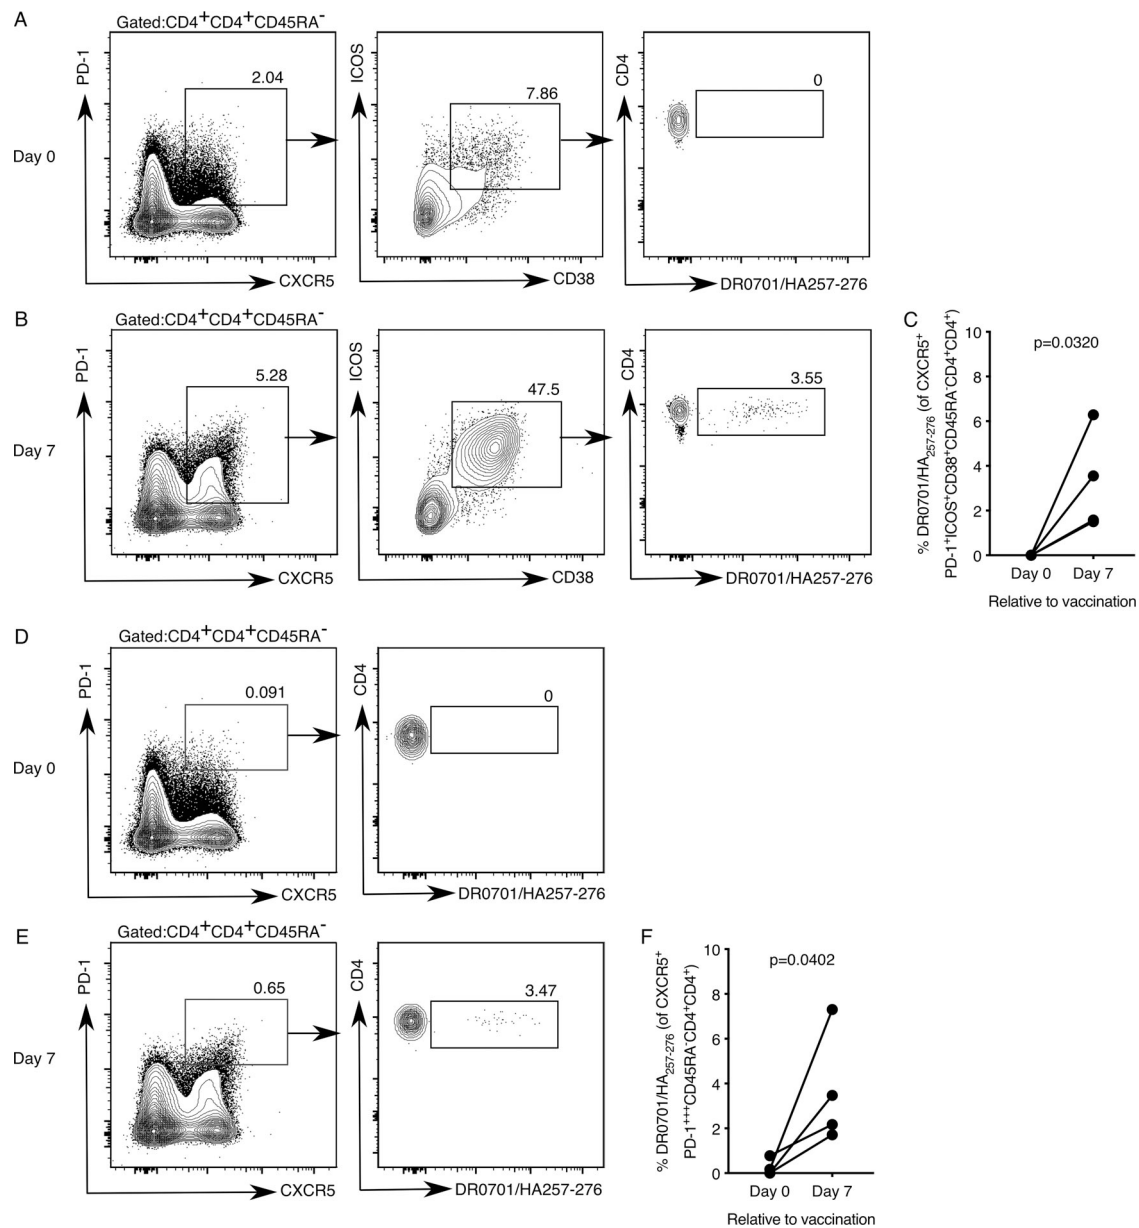 A
Gated:CD4⁺CD4⁺CD45RA⁻
PD-1
2.04
CXCR5
ICOS
7.86
CD38
CD4
0
DR0701/HA257-276
Day 0
B
Gated:CD4⁺CD4⁺CD45RA⁻
PD-1
5.28
CXCR5
ICOS
47.5
CD38
CD4
3.55
DR0701/HA257-276
Day 7
C
% DR0701/HA₂₅₇₋₂₇₆ (of CXCR5⁺
PD-1⁺ICOS⁺CD38⁺CD45RA⁻CD4⁺CD4⁺)
p=0.0320
10
8
6
4
2
0
Day 0 Day 7
Relative to vaccination
D
Gated:CD4⁺CD4⁺CD45RA⁻
PD-1
0.091
CXCR5
CD4
0
DR0701/HA257-276
Day 0
E
Gated:CD4⁺CD4⁺CD45RA⁻
PD-1
0.65
CXCR5
CD4
3.47
DR0701/HA257-276
Day 7
F
% DR0701/HA₂₅₇₋₂₇₆ (of CXCR5⁺
PD-1⁺⁺⁺CD45RA⁻CD4⁺CD4⁺)
p=0.0402
10
8
6
4
2
0
Day 0 Day 7
Relative to vaccination